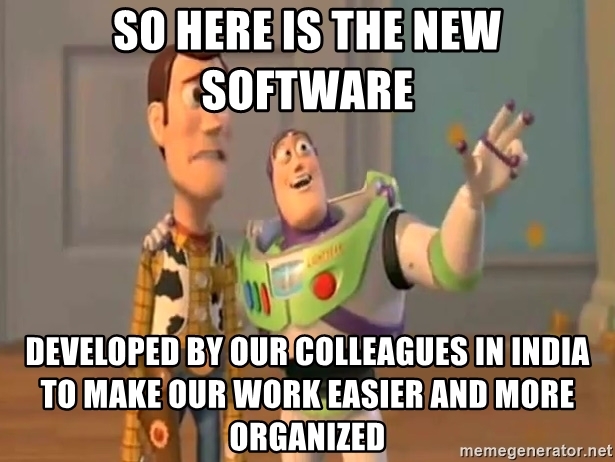 SO HERE IS THE NEW
SOFTWARE
LIGHTYEAR
DEVELOPED BY OUR COLLEAGUES IN INDIA
TO MAKE OUR WORK EASIER AND MORE
ORGANIZED
memegenerator.net